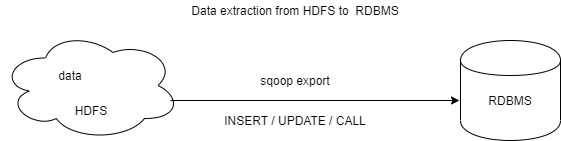 Data extraction from HDFS to RDBMS
data
HDFS
sqoop export
INSERT / UPDATE / CALL
RDBMS